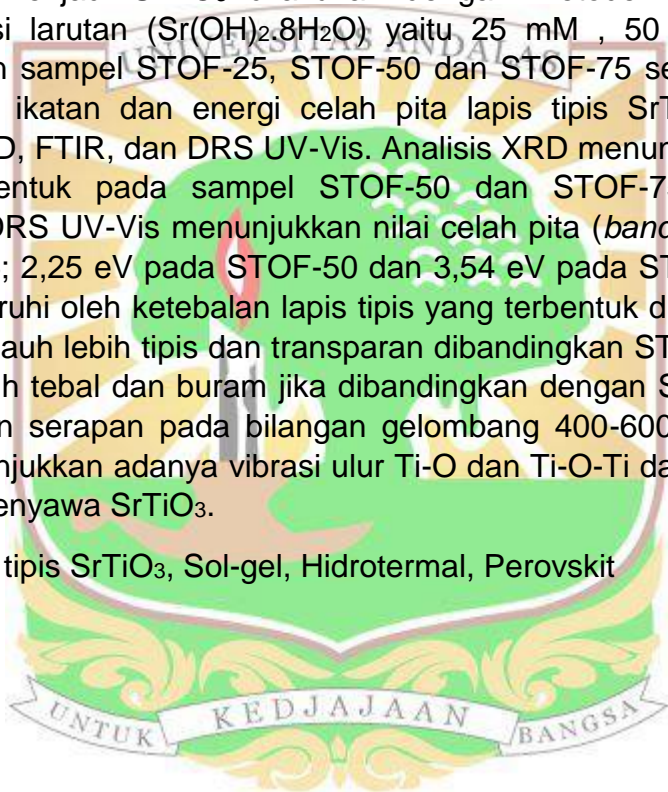 si larutan (Sr(OH)₂.8H₂O) yaitu 25 mM , 50
UNIVERSITAS ANDALAS
n sampel STOF-25, STOF-50 dan STOF-75 se
ikatan dan energi celah pita lapis tipis SrT
D, FTIR, dan DRS UV-Vis. Analisis XRD menun
entuk pada sampel STOF-50 dan STOF-7
DRS UV-Vis menunjukkan nilai celah pita (band
; 2,25 eV pada STOF-50 dan 3,54 eV pada ST
ruhi oleh ketebalan lapis tipis yang terbentuk d
auh lebih tipis dan transparan dibandingkan ST
h tebal dan buram jika dibandingkan dengan S
n serapan pada bilangan gelombang 400-600
njukkan adanya vibrasi ulur Ti-O dan Ti-O-Ti da
enyawa SrTiO₃.
tipis SrTiO₃, Sol-gel, Hidrotermal, Perovskit
UNTUK KEDJAJAAN BANGSA